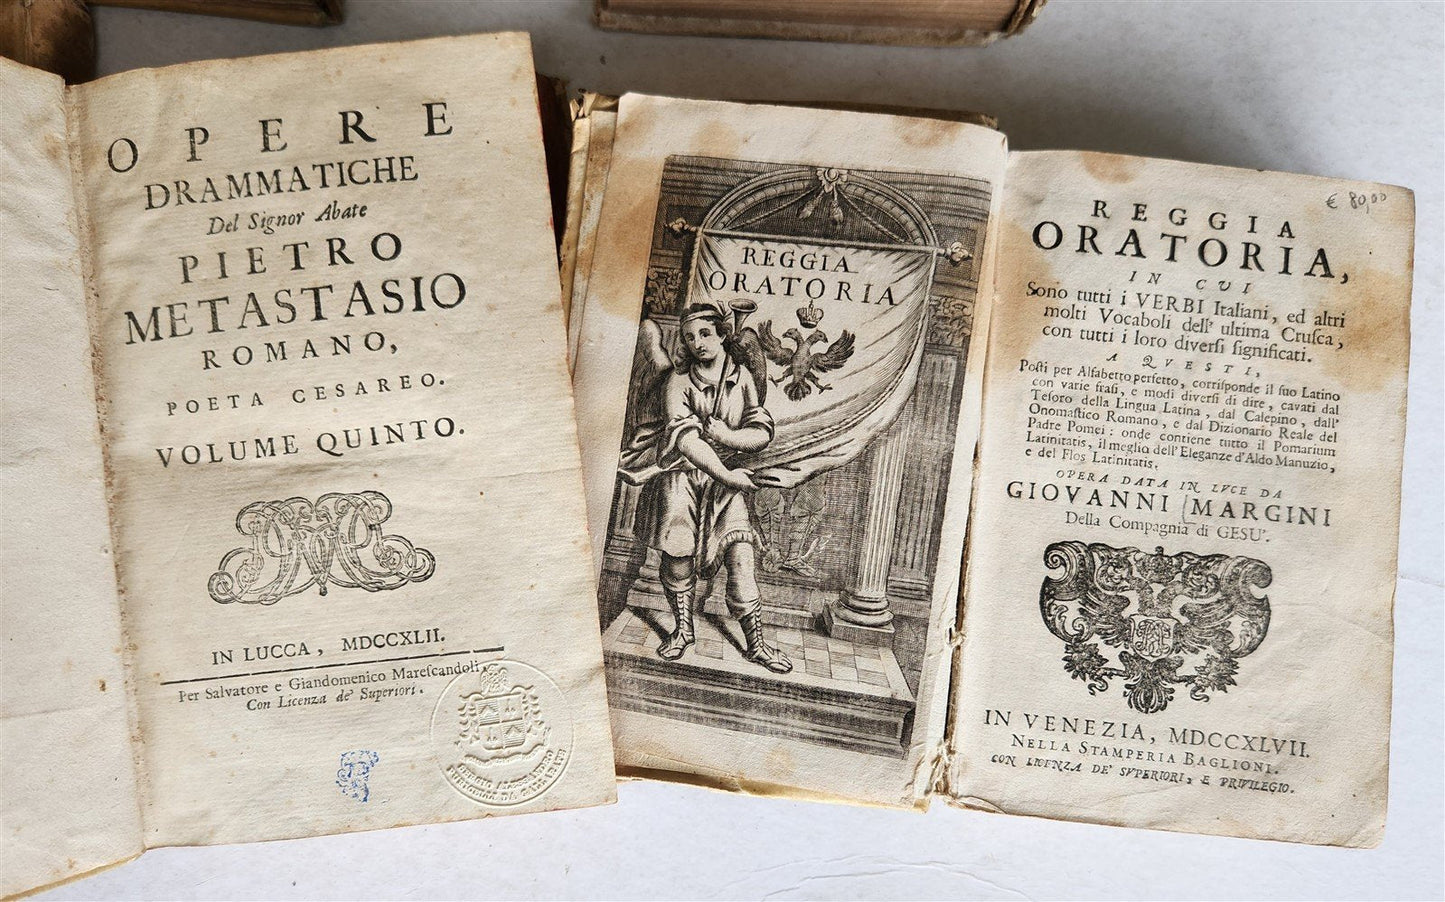 OPERE
DRAMMATICHE
Del Signor Abate
PIETRO
METASTASIO
ROMANO,
POETA CESAREO.
VOLUME QUINTO.
IN LUCCA, MDCCXLII.
Per Salvatore e Giandomenico Mareſcandoli.
Con Licenza de' Superiori.
REGGIA
ORATORIA
€ 80,00
REGGIA
ORATORIA,
IN CUI
Sono tutti i VERBI Italiani, ed altri
molti Vocaboli dell' ultima Cruſca,
con tutti i loro diverſi ſignificati.
A QVESTI,
Poſti per Alfabetto perfetto, corriſponde il ſuo Latino
con varie fraſi, e modi diverſi di dire, cavati dal
Teſoro della Lingua Latina, dal Calepino, dall'
Onomaſtico Romano, e dal Dizionario Reale del
Padre Pomei: onde contiene tutto il Pomarium
Latinitatis, il meglio dell'Eleganze d'Aldo Manuzio,
e del Flos Latinitatis.
OPERA DATA IN LVCE DA
GIOVANNI MARGINI
Della Compagnia di GESU'.
IN VENEZIA, MDCCXLVII.
NELLA STAMPERIA BAGLIONI.
CON LICENZA DE' SVPERIORI, E PRIVILEGIO.